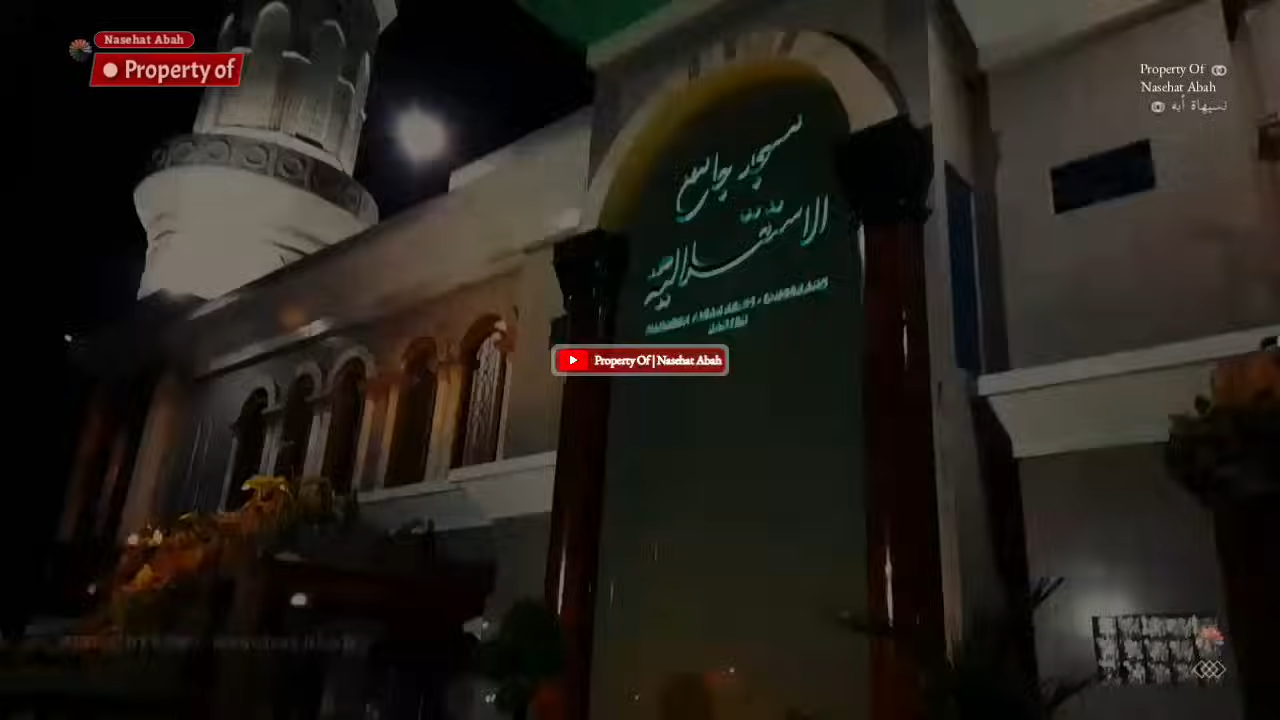 Nasehat Abah
Property of
Property Of
Nasehat Abah
نسيهاة أبه
مسجد جامع
الاستقلالية
Property Of | Nasehat Abah